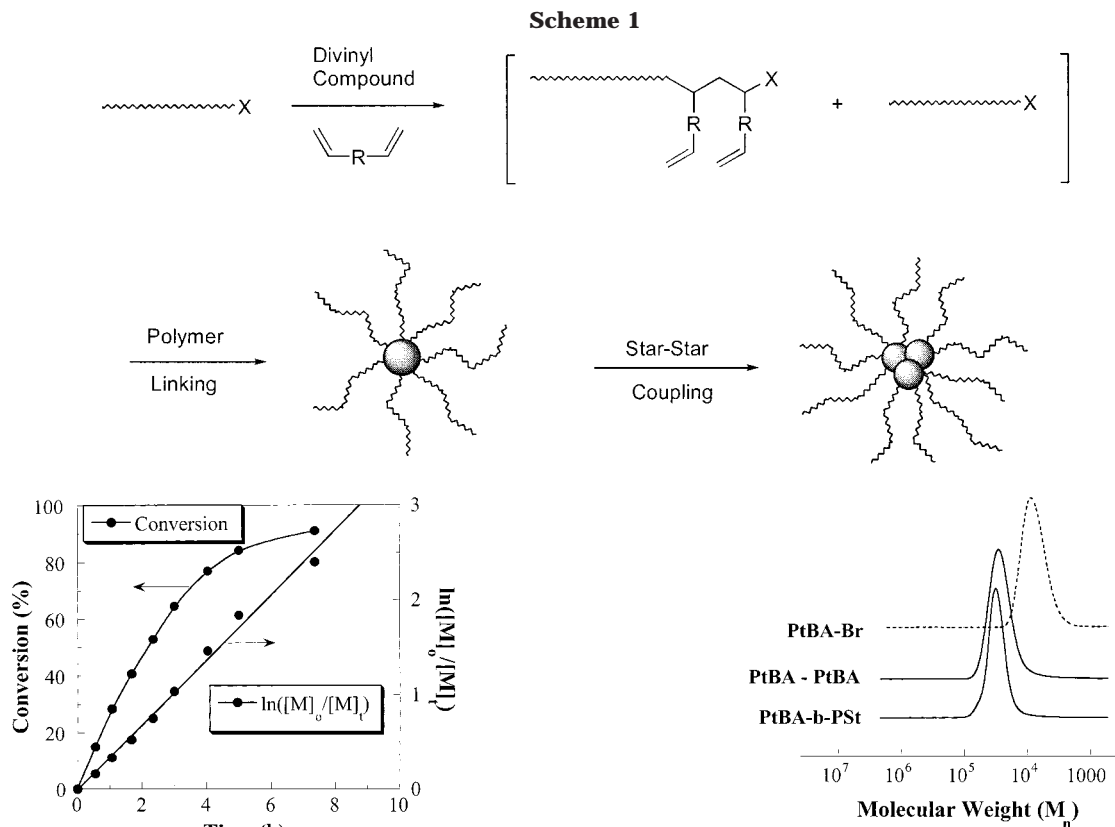 Scheme 1
Divinyl
Compound
X
R
X
R
R
+
X
Polymer
Linking
Star-Star
Coupling
100
80
60
40
20
0
Conversion (%)
Conversion
ln([M]o/[M]t)
3
2
1
0
ln([M]o/[M]t)
0 2 4 6 8 10
PtBA-Br
PtBA - PtBA
PtBA-b-PSt
10^7 10^6 10^5 10^4 1000
Molecular Weight (Mn)